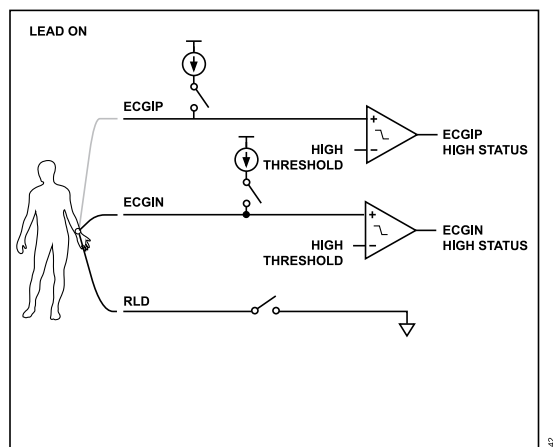 LEAD ON
ECGIP
HIGH
THRESHOLD
ECGIP
HIGH STATUS
ECGIN
HIGH
THRESHOLD
ECGIN
HIGH STATUS
RLD